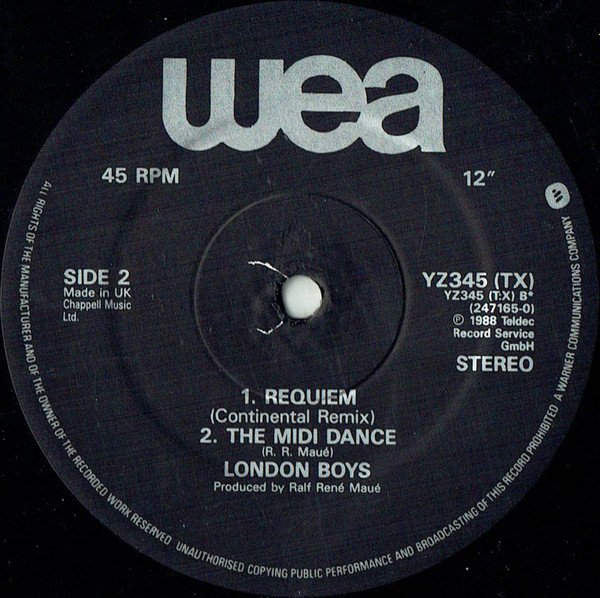 wea
45 RPM
12"
SIDE 2
Made in UK
Chappell Music
Ltd.
YZ345 (TX)
YZ345 (T:X) B*
(247165-0)
℗ 1988 Teldec
Record Service
GmbH
STEREO
1. REQUIEM
(Continental Remix)
2. THE MIDI DANCE
(R. R. Maué)
LONDON BOYS
Produced by Ralf René Maué
ALL RIGHTS OF THE MANUFACTURER AND OF THE OWNER OF THE RECORDED WORK RESERVED UNAUTHORISED COPYING PUBLIC PERFORMANCE AND BROADCASTING OF THIS RECORD PROHIBITED A WARNER COMMUNICATIONS COMPANY